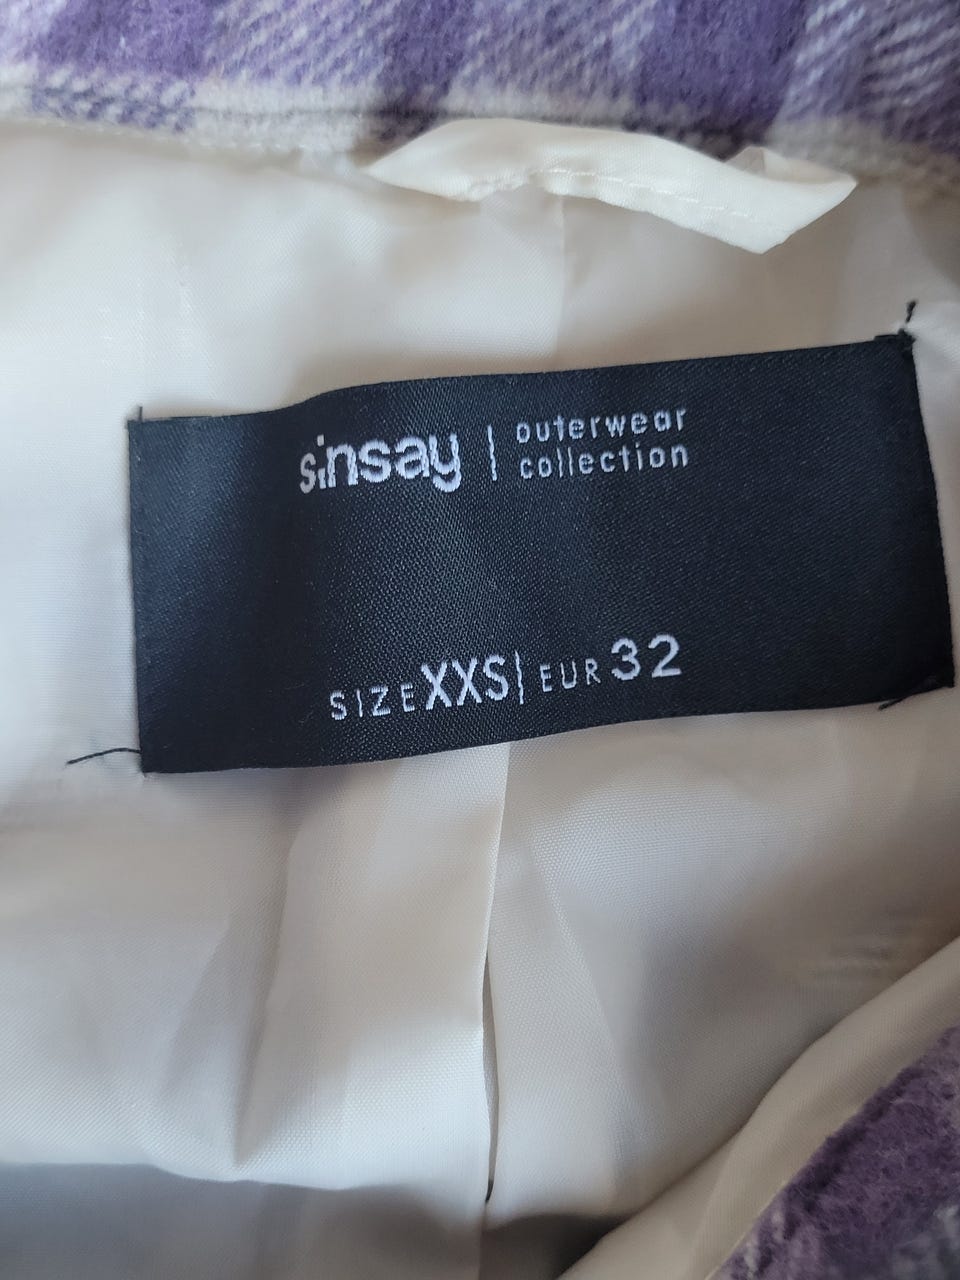 sinsay | outerwear collection
SIZE XXS | EUR 32